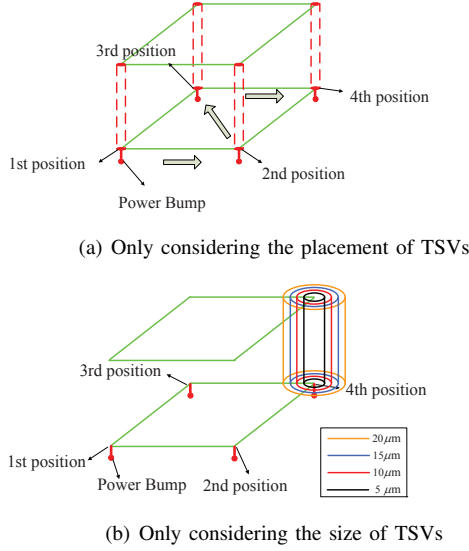 3rd position
4th position
1st position
2nd position
Power Bump
(a) Only considering the placement of TSVs
3rd position
4th position
20μm
15μm
10μm
5 μm
1st position
2nd position
Power Bump
(b) Only considering the size of TSVs